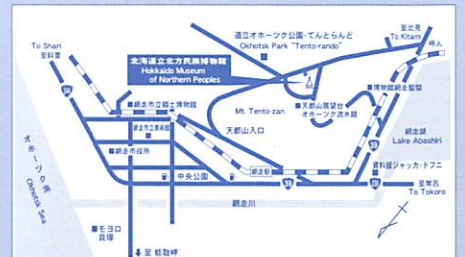 道立オホーツク公園・てんとらんど
Okhotsk Park "Tento-rando"
至北見
To Kitami
呼人
To Shari
至斜里
北海道立北方民族博物館
Hokkaido Museum
of Northern Peoples
■博物館網走監獄
■網走市立郷土博物館
Mt. Tento-zan
■天都山展望台
オホーツク流氷館
網走市立美術館
天都山入口
網走湖
Lake Abashiri
オホーツク海
Okhotsk Sea
■網走市役所
39
資料館ジャッカ・ドフニ
網走駅
中央公園
39
至常呂
To Tokoro
網走川
■モヨロ
貝塚
至 能取岬